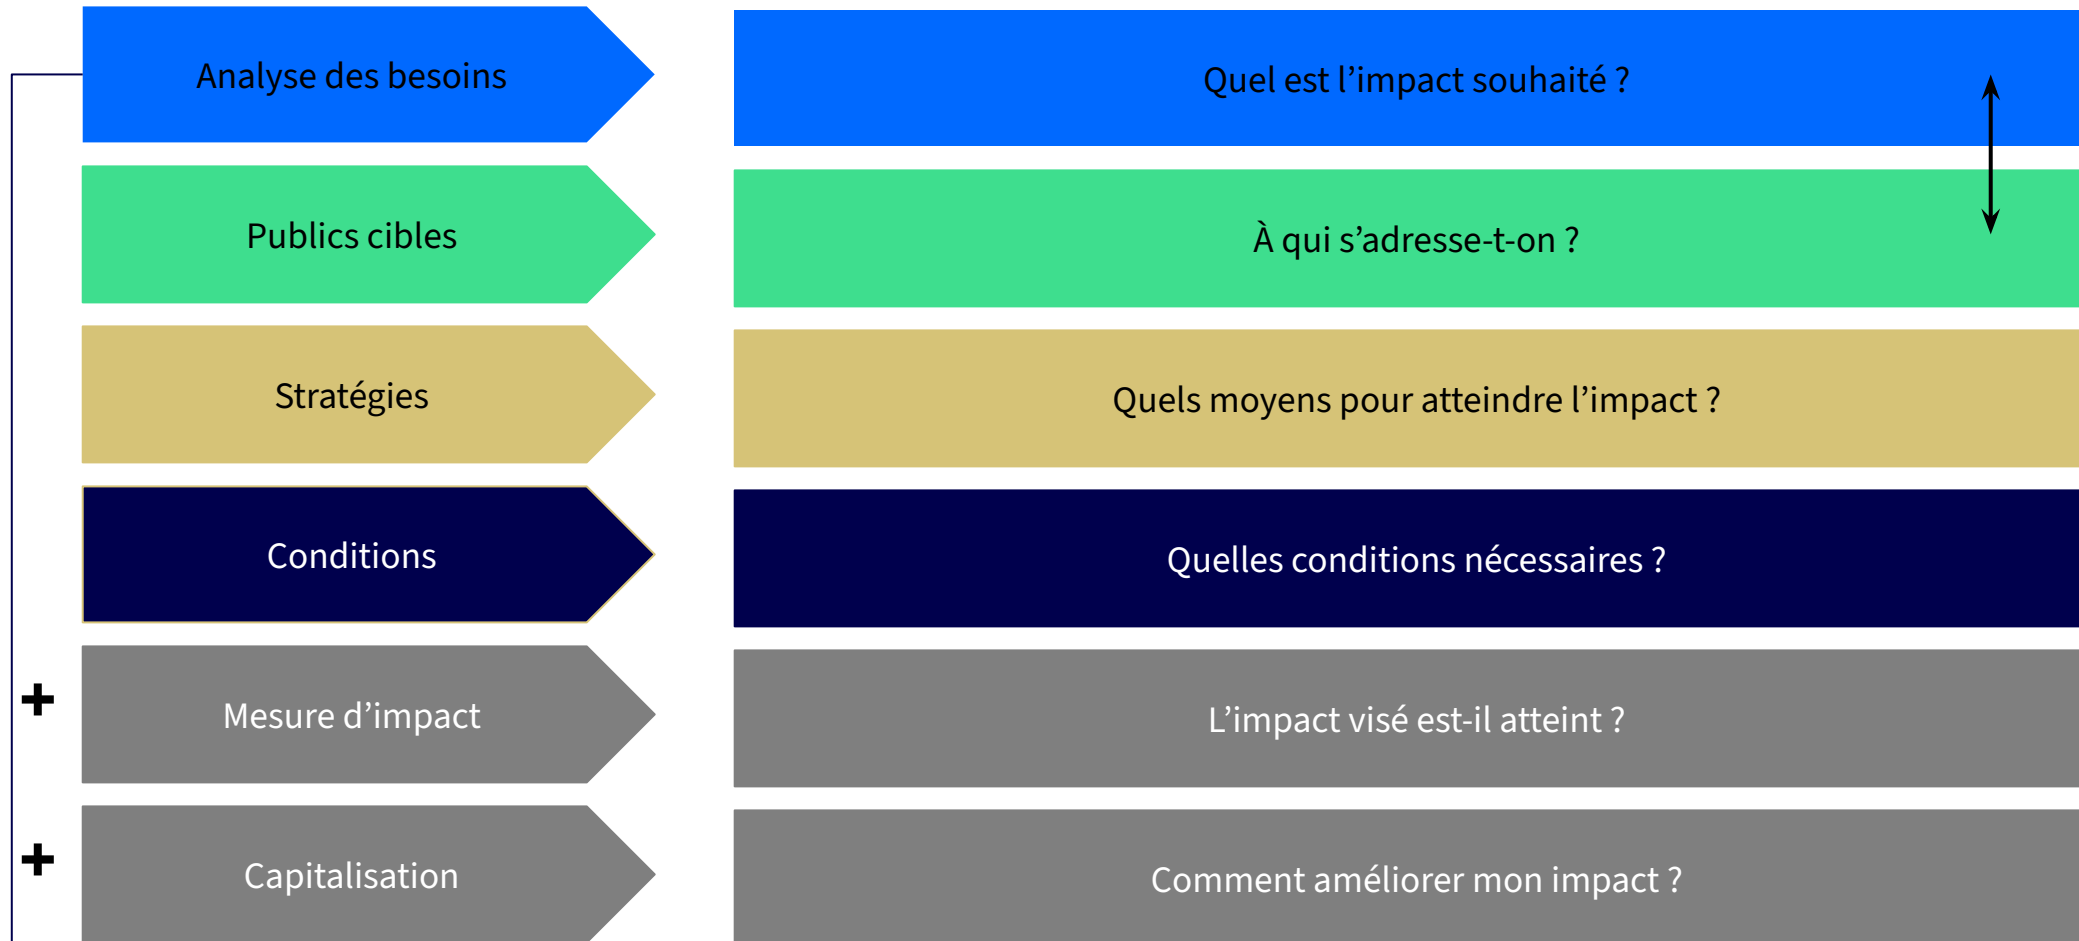 Analyse des besoins
Quel est l’impact souhaité ?
Publics cibles
À qui s’adresse-t-on ?
Stratégies
Quels moyens pour atteindre l’impact ?
Conditions
Quelles conditions nécessaires ?
+
Mesure d’impact
L’impact visé est-il atteint ?
+
Capitalisation
Comment améliorer mon impact ?